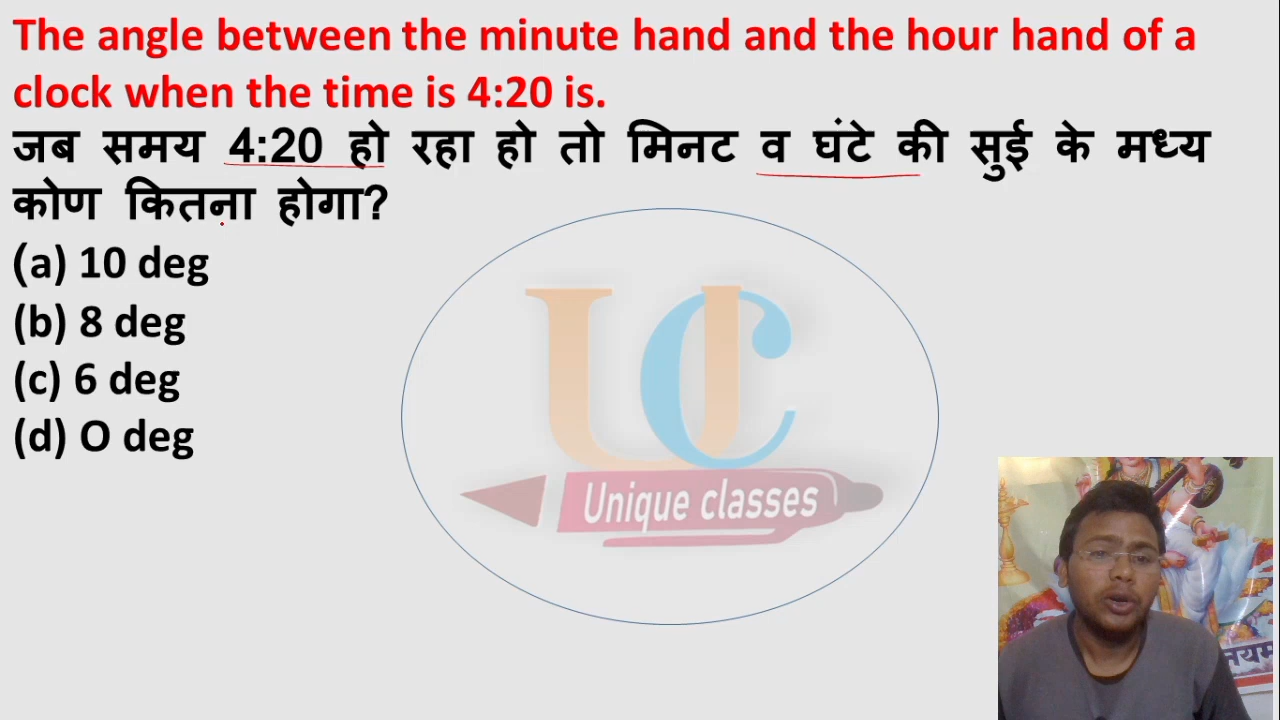 The angle between the minute hand and the hour hand of a
clock when the time is 4:20 is.
जब समय 4:20 हो रहा हो तो मिनट व घंटे की सुई के मध्य
कोण कितना होगा?
(a) 10 deg
(b) 8 deg
(c) 6 deg
(d) O deg
UC
Unique classes